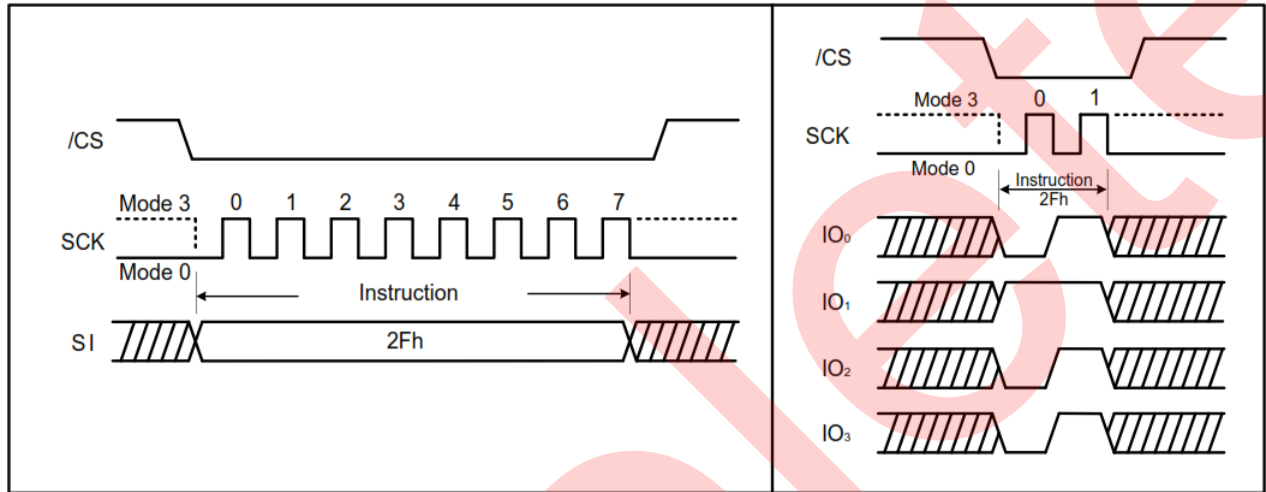 /CS
Mode 3 0 1 2 3 4 5 6 7
SCK
Mode 0
Instruction
SI
2Fh
/CS
Mode 3 0 1
SCK
Mode 0
Instruction
2Fh
IO₀
IO₁
IO₂
IO₃